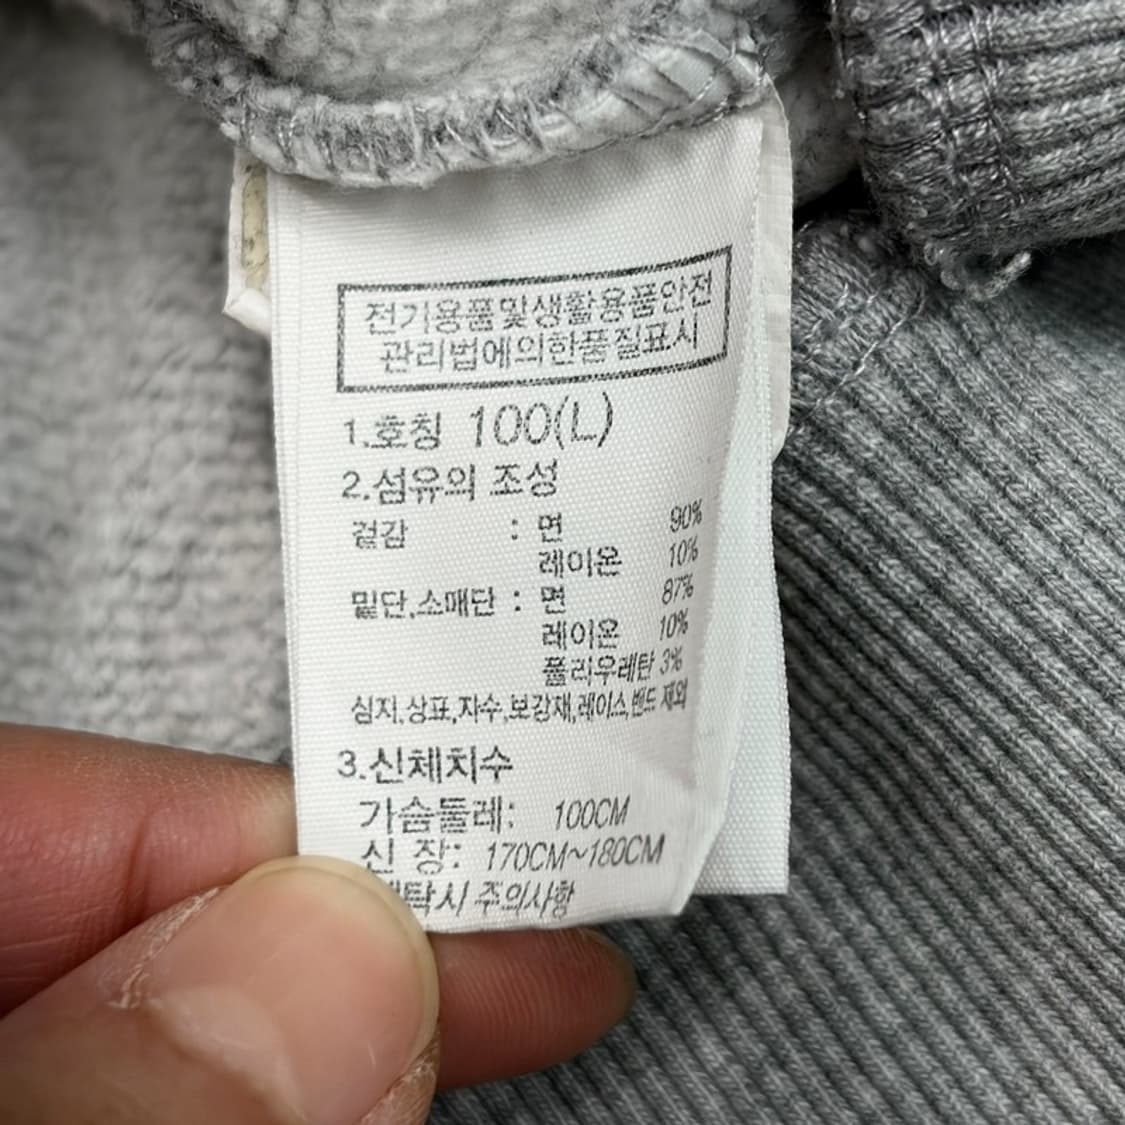 전기용품및생활용품안전
관리법에의한품질표시
1.호칭 100(L)
2.섬유의 조성
겉감 : 면 90%
레이온 10%
밑단,소매단 : 면 87%
레이온 10%
폴리우레탄 3%
심지,상표,자수,보강재,레이스,밴드 제외
3.신체치수
가슴둘레: 100CM
신 장: 170CM~180CM
주의사항